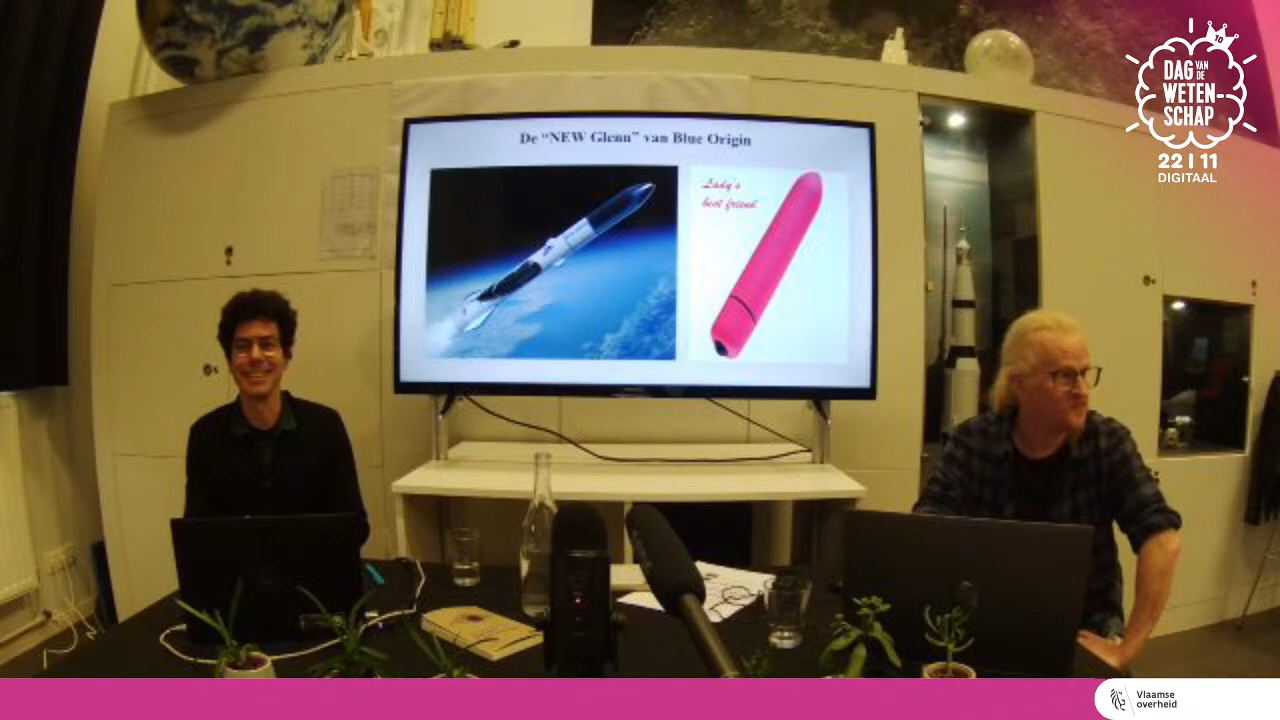 De “NEW Glenn” van Blue Origin
Lady's
best friend
DAG VAN
DE
WETEN-
SCHAP
10
22 | 11
DIGITAAL
Vlaamse
overheid